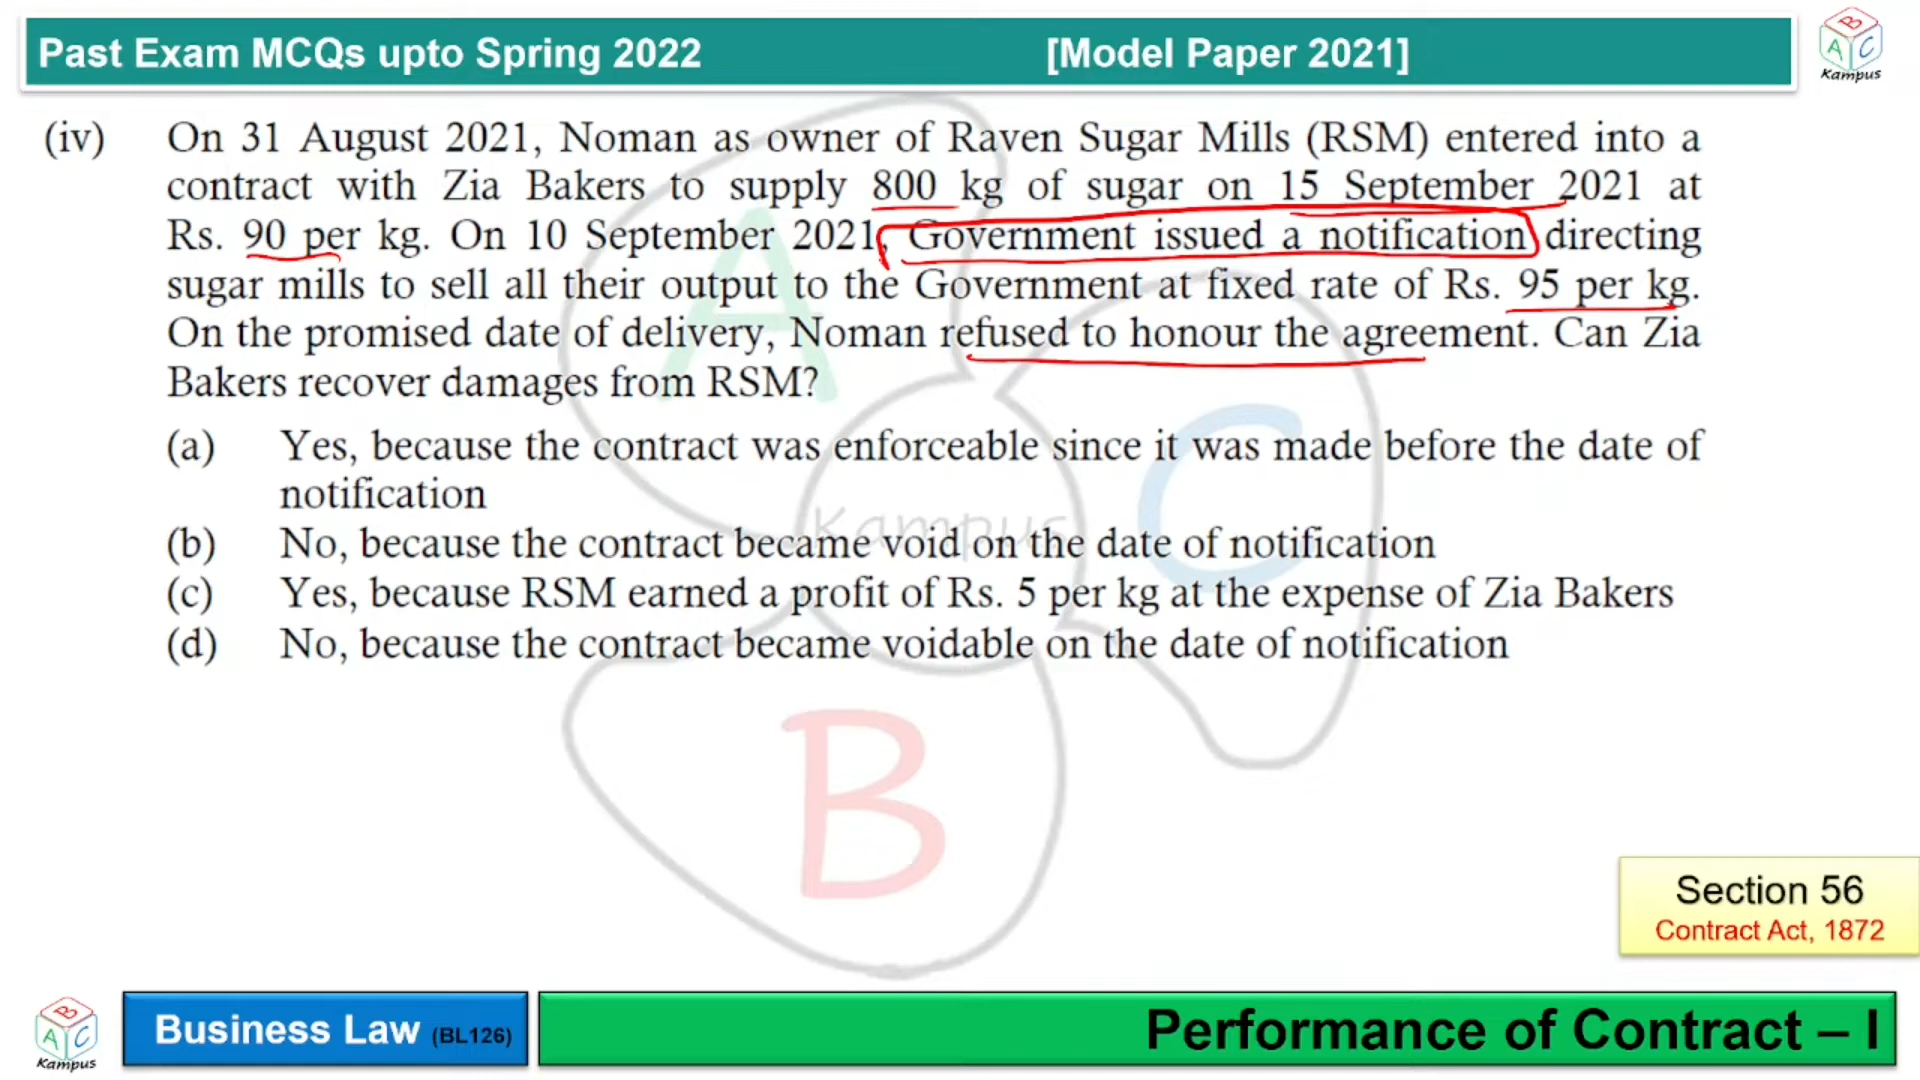 Past Exam MCQs upto Spring 2022 [Model Paper 2021]
B
A C
Kampus
(iv) On 31 August 2021, Noman as owner of Raven Sugar Mills (RSM) entered into a
contract with Zia Bakers to supply 800 kg of sugar on 15 September 2021 at
Rs. 90 per kg. On 10 September 2021, Government issued a notification directing
sugar mills to sell all their output to the Government at fixed rate of Rs. 95 per kg.
On the promised date of delivery, Noman refused to honour the agreement. Can Zia
Bakers recover damages from RSM?
(a) Yes, because the contract was enforceable since it was made before the date of
notification
(b) No, because the contract became void on the date of notification
(c) Yes, because RSM earned a profit of Rs. 5 per kg at the expense of Zia Bakers
(d) No, because the contract became voidable on the date of notification
A
C
Kampus
B
Section 56
Contract Act, 1872
B
A C
Kampus
Business Law (BL126)
Performance of Contract – I